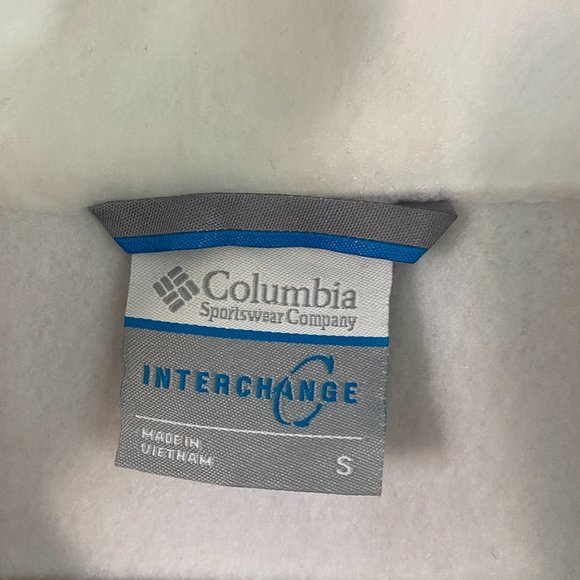 Columbia
Sportswear Company
INTERCHANGE
MADE IN
VIETNAM
S